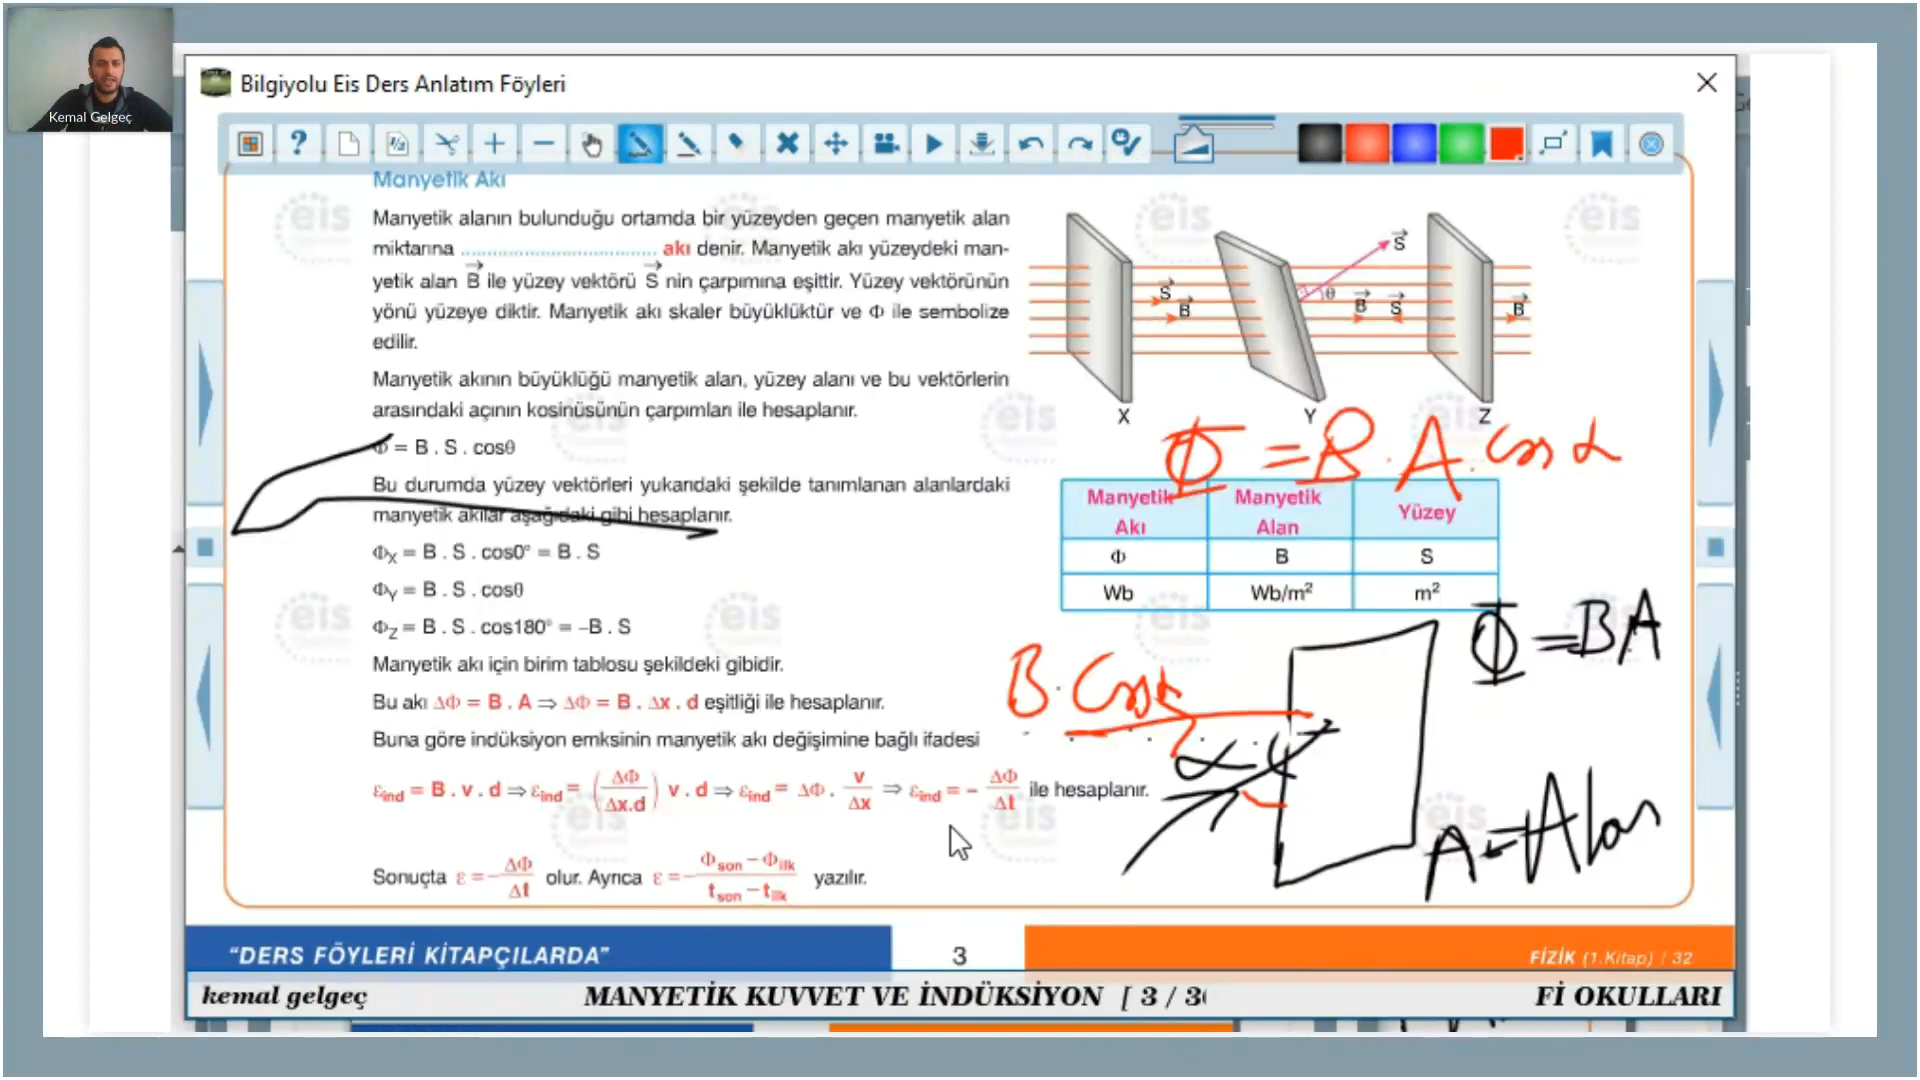 Kemal Gelgeç
Bilgiyolu Eis Ders Anlatım Föyleri
Manyetik Akı
Manyetik alanın bulunduğu ortamda bir yüzeyden geçen manyetik alan
miktarına ................................ akı denir. Manyetik akı yüzeydeki man-
yetik alan B ile yüzey vektörü S nin çarpımına eşittir. Yüzey vektörünün
yönü yüzeye diktir. Manyetik akı skaler büyüklüktür ve Φ ile sembolize
edilir.
Manyetik akının büyüklüğü manyetik alan, yüzey alanı ve bu vektörlerin
arasındaki açının kosinüsünün çarpımları ile hesaplanır.
Φ = B . S . cosθ
Bu durumda yüzey vektörleri yukarıdaki şekilde tanımlanan alanlardaki
manyetik akılar aşağıdaki gibi hesaplanır.
ΦX = B . S . cos0° = B . S
ΦY = B . S . cosθ
ΦZ = B . S . cos180° = –B . S
Manyetik akı için birim tablosu şekildeki gibidir.
Bu akı ΔΦ = B . A ⇒ ΔΦ = B . Δx . d eşitliği ile hesaplanır.
Buna göre indüksiyon emksinin manyetik akı değişimine bağlı ifadesi
εind = B . v . d ⇒ εind = (ΔΦ/Δx.d) v . d ⇒ εind = ΔΦ . v/Δx ⇒ εind = – ΔΦ/Δt ile hesaplanır.
Sonuçta ε = – ΔΦ/Δt olur. Ayrıca ε = – Φson – Φilk/tson – tilk yazılır.
S B θ S B S B
X Y Z
Φ = B . A . Cos α
Manyetik Akı Manyetik Alan Yüzey
Φ B S
Wb Wb/m² m²
Φ = BA
B . Cosα
α
A = Alan
eis
"DERS FÖYLERİ KİTAPÇILARDA"
3
FİZİK (1.Kitap) / 32
kemal gelgeç
MANYETİK KUVVET VE İNDÜKSİYON [ 3 / 3
Fİ OKULLARI